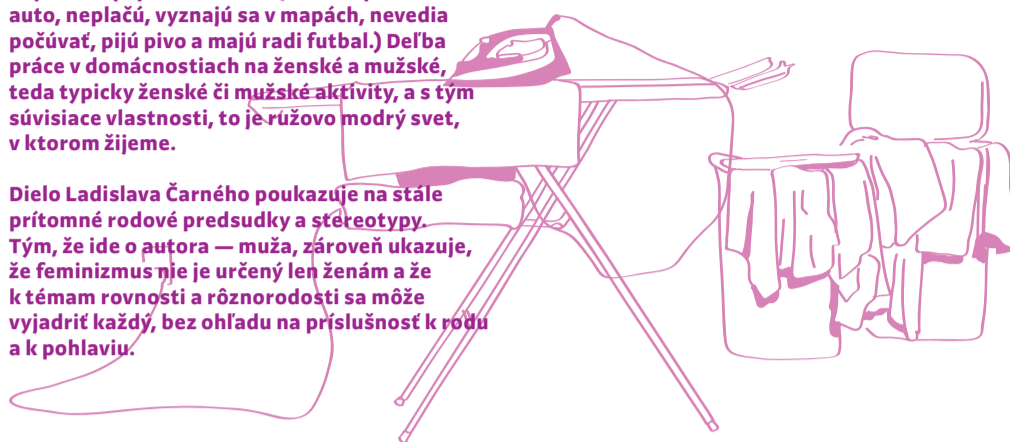 auto, neplačú, vyznajú sa v mapách, nevedia
počúvať, pijú pivo a majú radi futbal.) Deľba
práce v domácnostiach na ženské a mužské,
teda typicky ženské či mužské aktivity, a s tým
súvisiace vlastnosti, to je ružovo modrý svet,
v ktorom žijeme.
Dielo Ladislava Čarného poukazuje na stále
prítomné rodové predsudky a stereotypy.
Tým, že ide o autora — muža, zároveň ukazuje,
že feminizmus nie je určený len ženám a že
k témam rovnosti a rôznorodosti sa môže
vyjadriť každý, bez ohľadu na príslušnosť k rodu
a k pohlaviu.